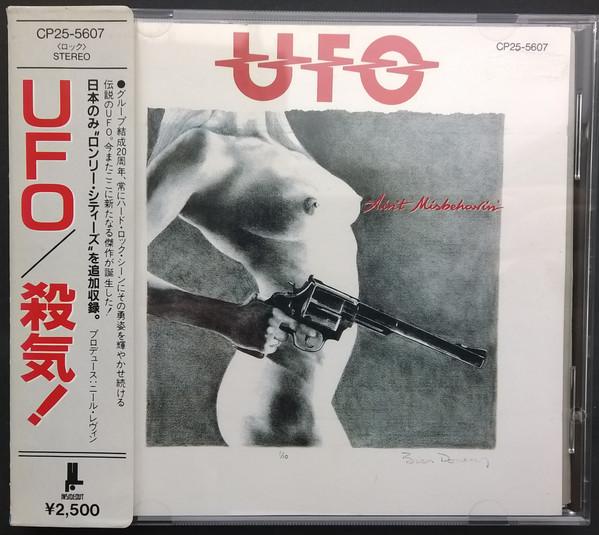 CP25-5607
〈ロック〉
STEREO
UFO/殺気!
●グループ結成20周年、常にハード・ロック・シーンにその勇姿を輝やかせ続ける
伝説のUFO。今またここに新たなる傑作が誕生した!
日本のみ"ロンリー・シティーズ"を追加収録。
プロデュース:ニール・レヴィン
INSIDEOUT
¥2,500
UFO
CP25-5607
Ain't Misbehavin'
1/10